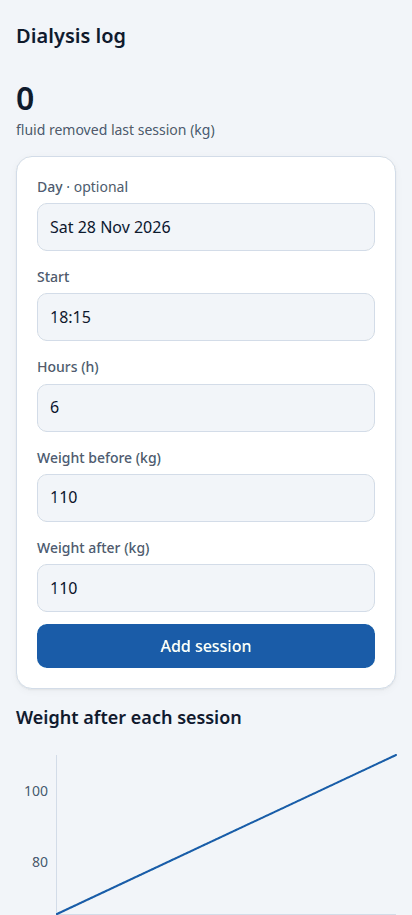 Dialysis log
0
fluid removed last session (kg)
Day · optional
Sat 28 Nov 2026
Start
18:15
Hours (h)
6
Weight before (kg)
110
Weight after (kg)
110
Add session
Weight after each session
100
80